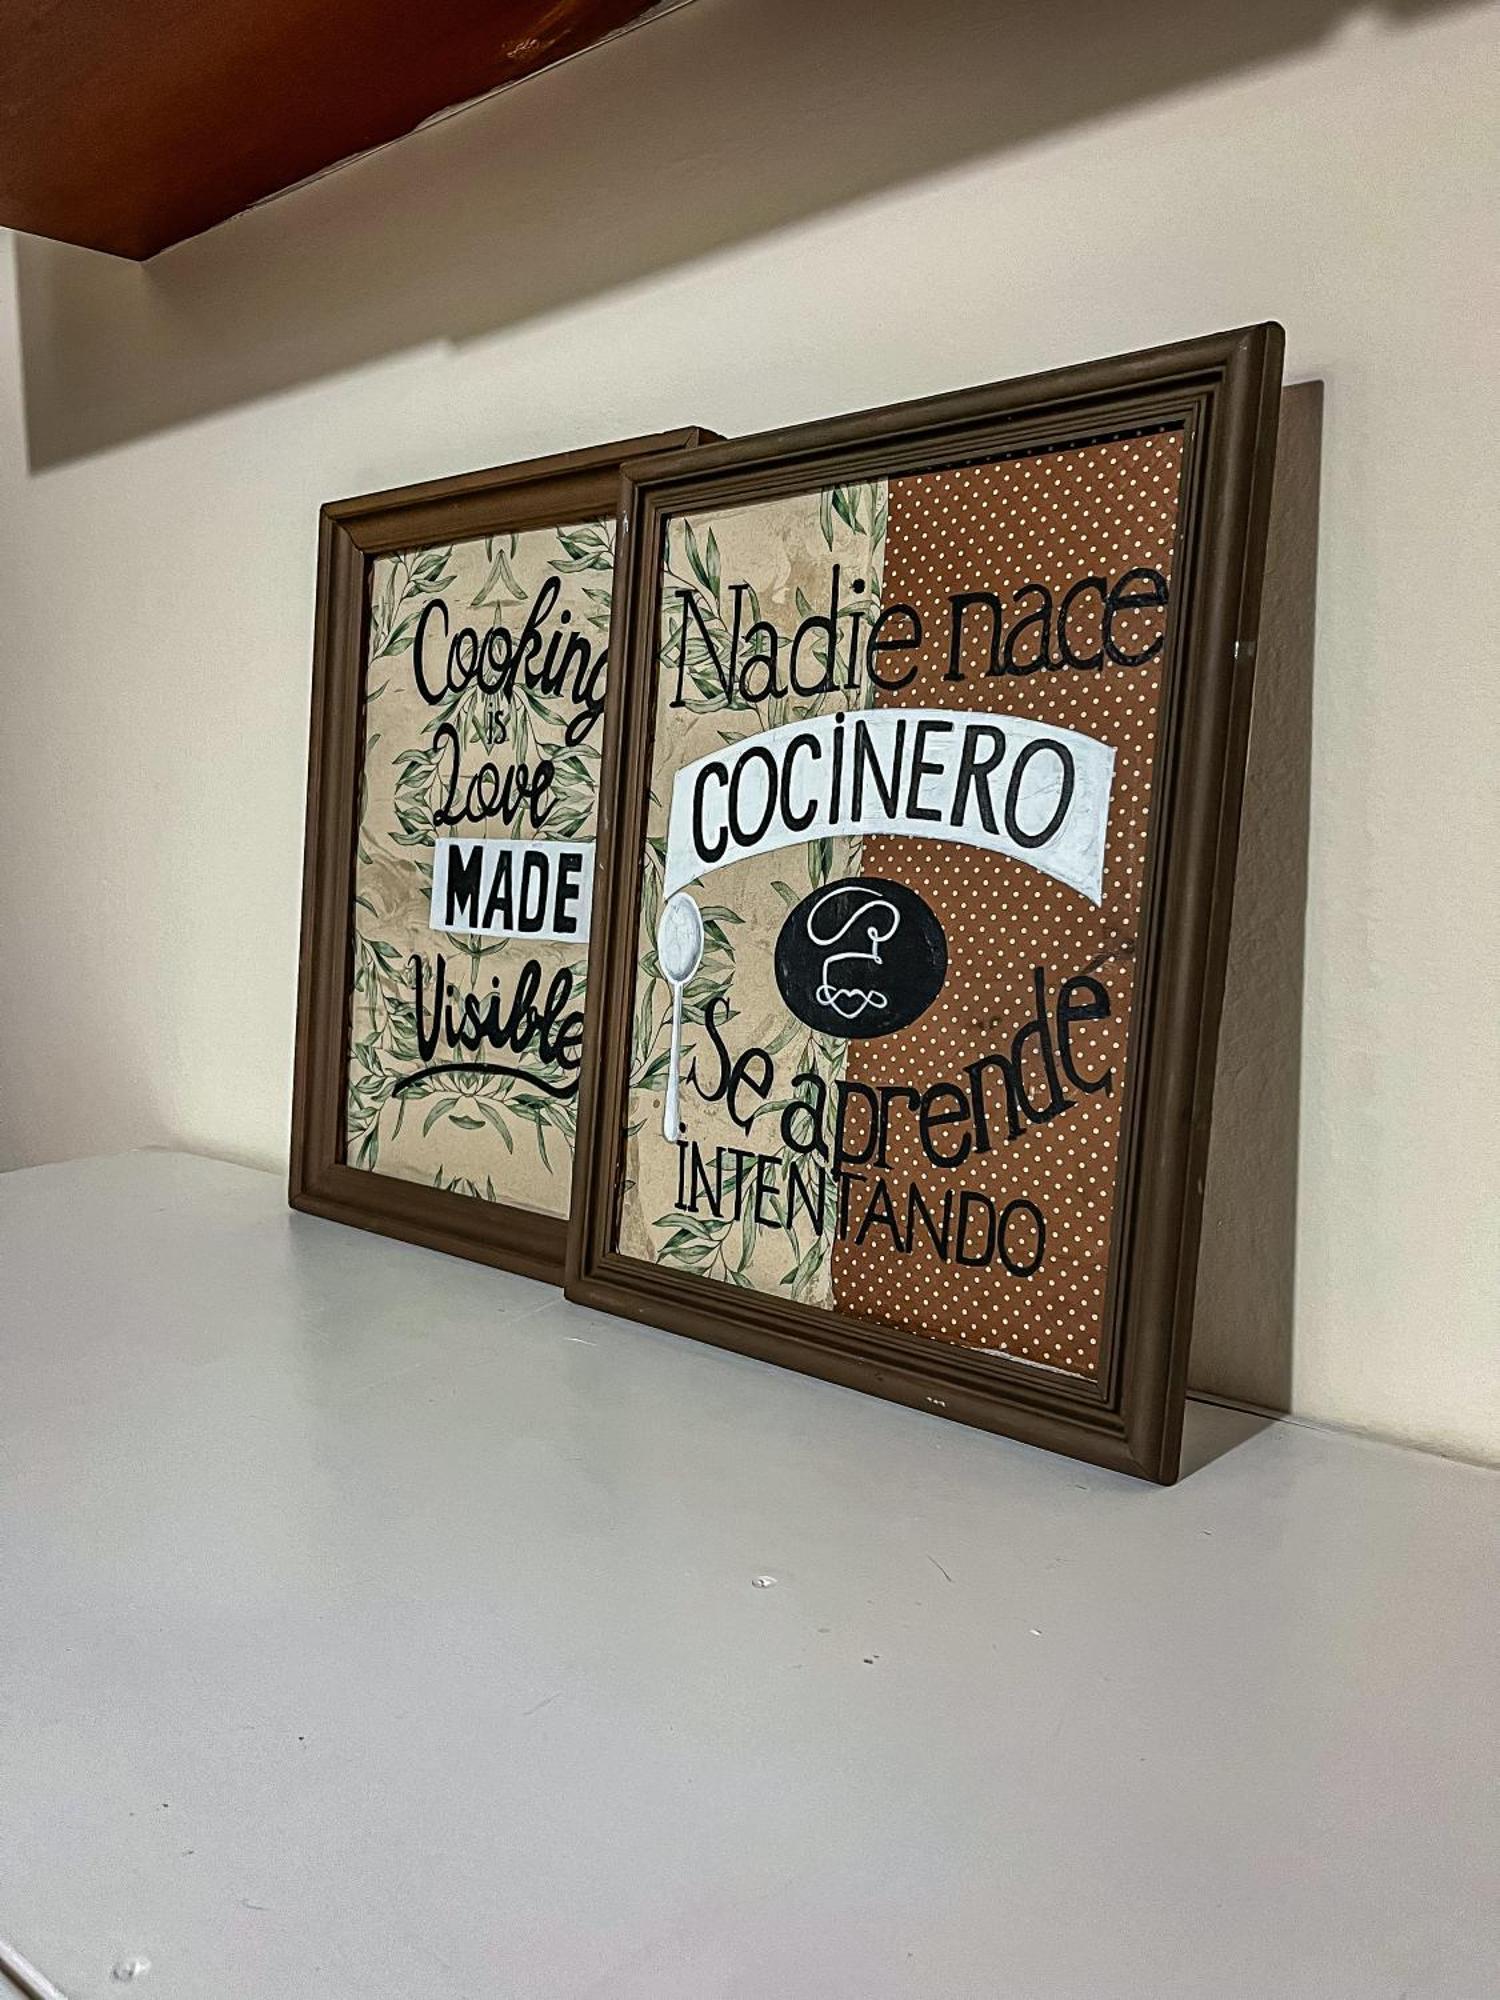 Cooking
is
Love
MADE
Visible
Nadie nace
COCINERO
Se aprende
INTENTANDO